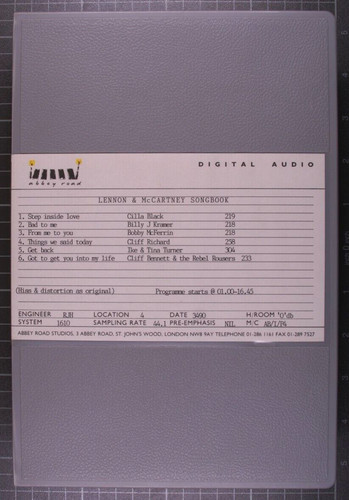 abbey road
DIGITAL AUDIO
LENNON & McCARTNEY SONGBOOK
1. Step inside love Cilla Black 219
2. Bad to me Billy J Kramer 218
3. From me to you Bobby McFerrin 218
4. Things we said today Cliff Richard 258
5. Get back Ike & Tina Turner 304
6. Got to get you into my life Cliff Bennett & the Rebel Rousers 233
(Hiss & distortion as original) Programme starts @ 01.00-16.45
ENGINEER RJH LOCATION 4 DATE 3490 H:ROOM '0'db
SYSTEM 1610 SAMPLING RATE 44.1 PRE-EMPHASIS NIL M/C
ABBEY ROAD STUDIOS, 3 ABBEY ROAD, ST. JOHN'S WOOD, LONDON NW8 9AY TELEPHONE 01-286 1161 FAX 01-289-7527